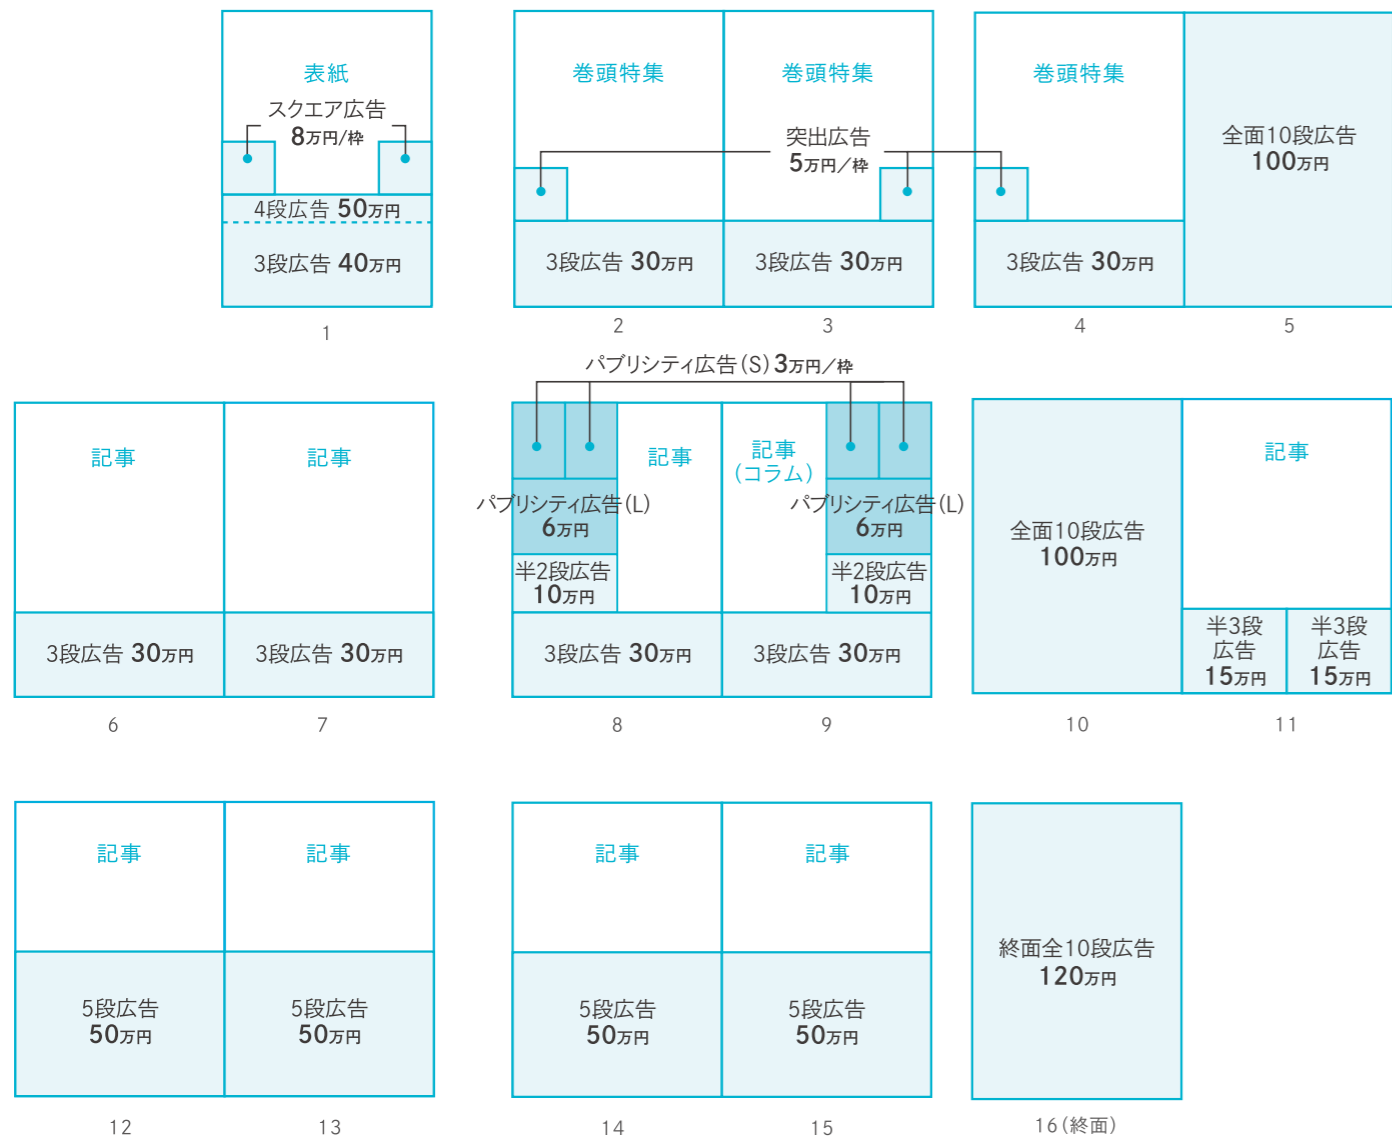 表紙
スクエア広告
8万円/枠
4段広告 50万円
3段広告 40万円
1
巻頭特集
巻頭特集
突出広告
5万円／枠
3段広告 30万円
3段広告 30万円
2
3
巻頭特集
3段広告 30万円
全面10段広告
100万円
4
5
記事
記事
3段広告 30万円
3段広告 30万円
6
7
パブリシティ広告(S) 3万円／枠
記事
記事
(コラム)
パブリシティ広告(L)
6万円
パブリシティ広告(L)
6万円
半2段広告
10万円
半2段広告
10万円
3段広告 30万円
3段広告 30万円
8
9
全面10段広告
100万円
記事
半3段
広告
15万円
半3段
広告
15万円
10
11
記事
記事
5段広告
50万円
5段広告
50万円
12
13
記事
記事
5段広告
50万円
5段広告
50万円
14
15
終面全10段広告
120万円
16(終面)